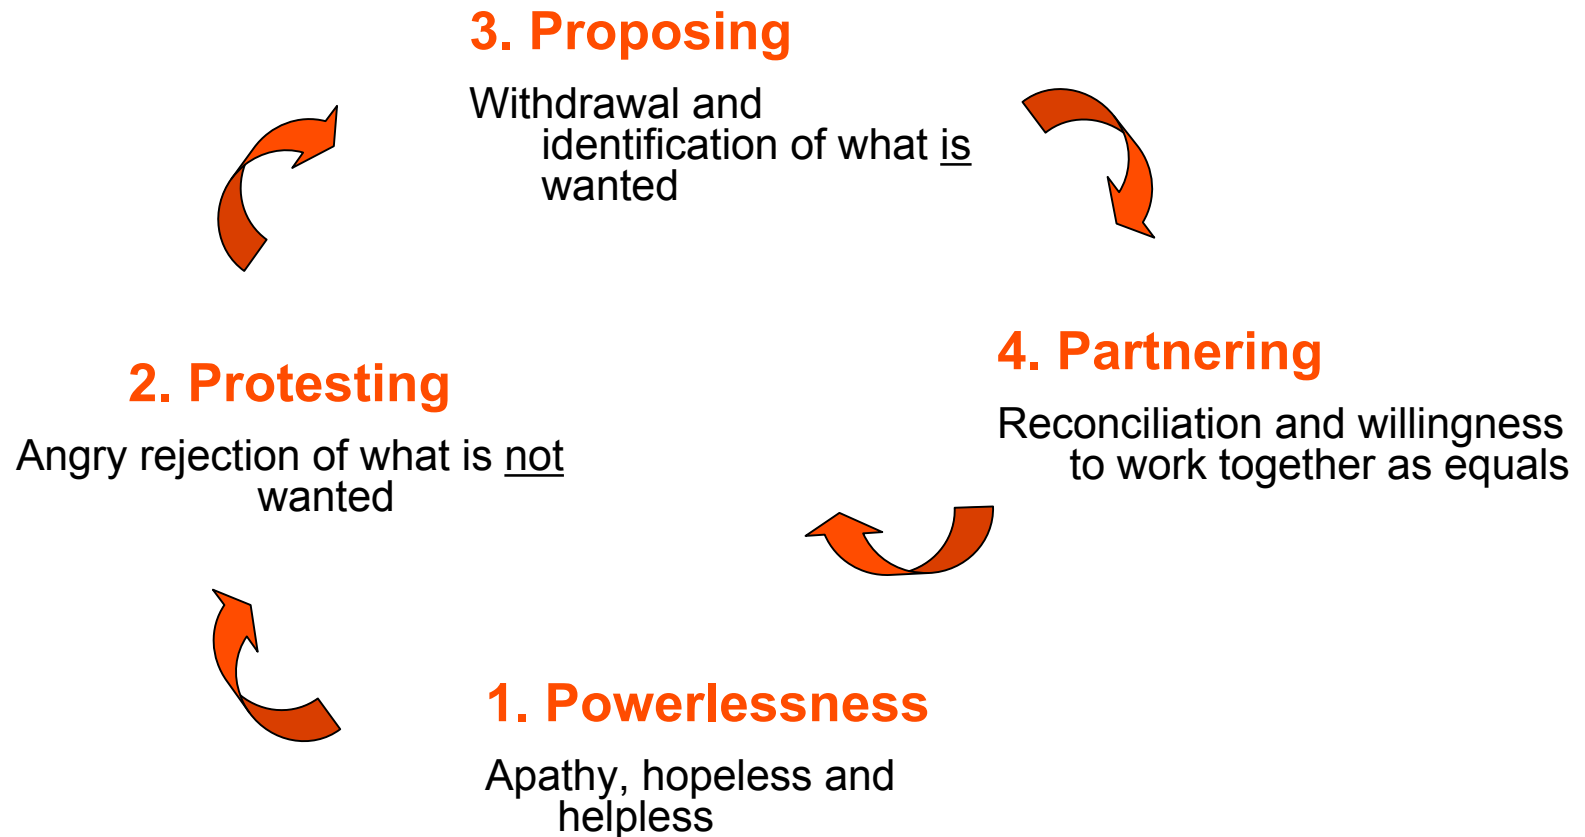 3. Proposing
Withdrawal and
identification of what is
wanted
4. Partnering
Reconciliation and willingness
to work together as equals
2. Protesting
Angry rejection of what is not
wanted
1. Powerlessness
Apathy, hopeless and
helpless